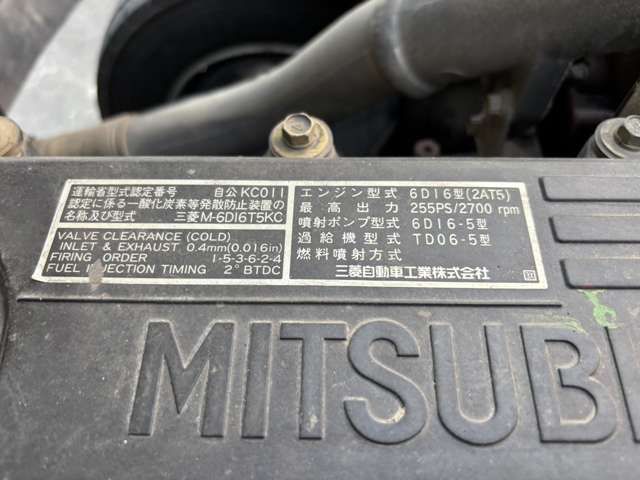 運輸省型式認定番号 自公KC011
認定に係る一酸化炭素等発散防止装置の
名称及び型式 三菱M-6D16T5KC
VALVE CLEARANCE (COLD)
INLET & EXHAUST 0.4mm(0.016in)
FIRING ORDER 1-5-3-6-2-4
FUEL INJECTION TIMING 2° BTDC
エンジン型式 6D16型(2AT5)
最高出力 255PS/2700 rpm
噴射ポンプ型式 6D16-5型
過給機型式 TD06-5型
燃料噴射方式
三菱自動車工業株式会社
MITSUBI